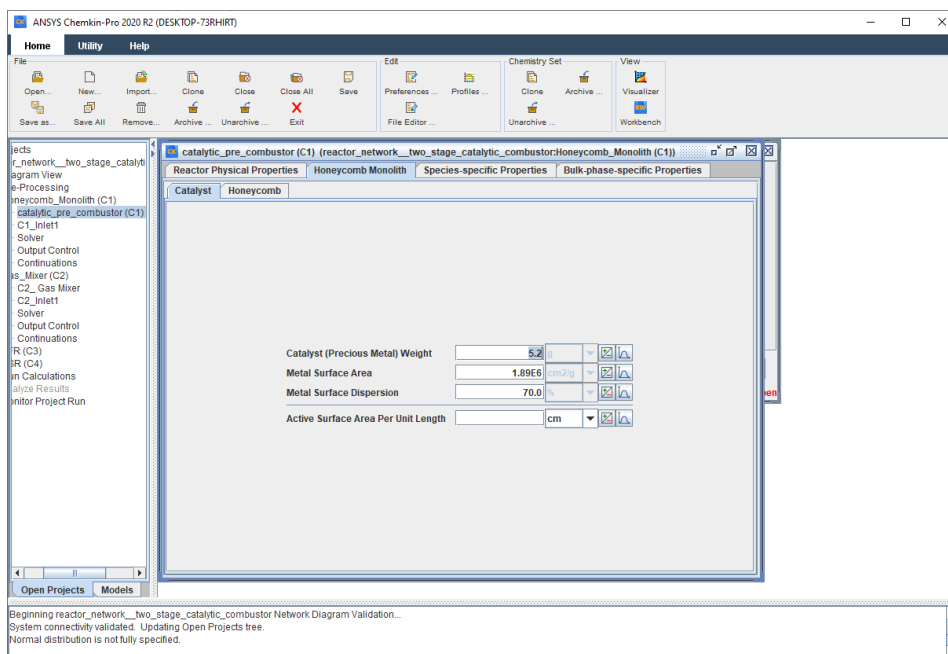 ANSYS Chemkin-Pro 2020 R2 (DESKTOP-73RHIRT)
Home Utility Help
File Edit Chemistry Set View
Open... New... Import... Clone Close Close All Save Preferences ... Profiles ... Clone Archive ... Visualizer
Save as... Save All Remove... Archive ... Unarchive ... Exit File Editor ... Unarchive ... Workbench
jects
r_network__two_stage_catalyti
agram View
e-Processing
oneycomb_Monolith (C1)
catalytic_pre_combustor (C1)
C1_Inlet1
Solver
Output Control
Continuations
as_Mixer (C2)
C2_ Gas Mixer
C2_Inlet1
Solver
Output Control
Continuations
FR (C3)
SR (C4)
un Calculations
alyze Results
onitor Project Run
Open Projects Models
catalytic_pre_combustor (C1) (reactor_network__two_stage_catalytic_combustor:Honeycomb_Monolith (C1))
Reactor Physical Properties Honeycomb Monolith Species-specific Properties Bulk-phase-specific Properties
Catalyst Honeycomb
Catalyst (Precious Metal) Weight 5.2 g
Metal Surface Area 1.89E6 cm2/g
Metal Surface Dispersion 70.0 %
Active Surface Area Per Unit Length cm
pen
Beginning reactor_network__two_stage_catalytic_combustor Network Diagram Validation...
System connectivity validated. Updating Open Projects tree.
Normal distribution is not fully specified.